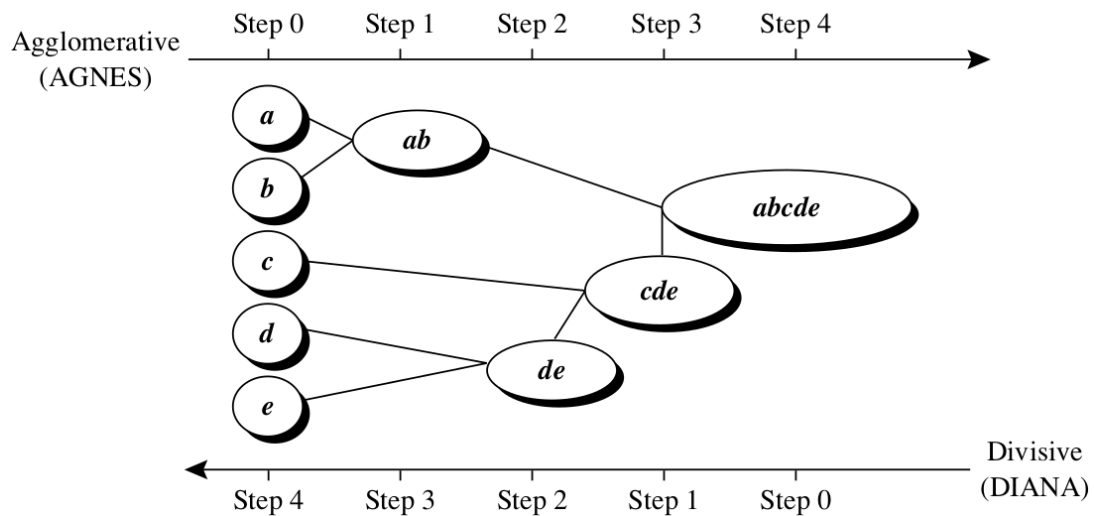 Step 0 Step 1 Step 2 Step 3 Step 4
Agglomerative
(AGNES)
a
ab
b
abcde
c
cde
d
de
e
Divisive
(DIANA)
Step 4 Step 3 Step 2 Step 1 Step 0